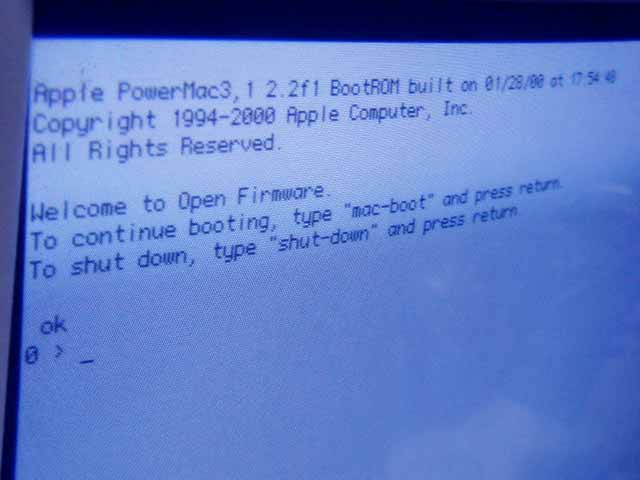 Apple PowerMac3,1 2.2f1 BootROM built on 01/28/00 at 17:54:40
Copyright 1994-2000 Apple Computer, Inc.
All Rights Reserved.
Welcome to Open Firmware.
To continue booting, type "mac-boot" and press return.
To shut down, type "shut-down" and press return.
ok
0 > _